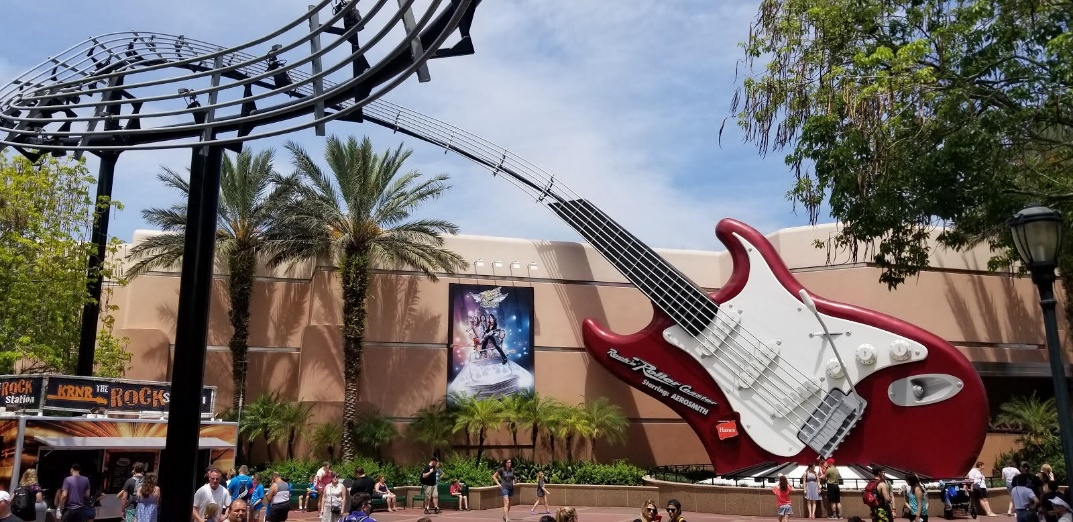 ROCK
Station
KRNR THE ROCK S
Rock 'n' Roller Coaster
Starring AEROSMITH
Hanes